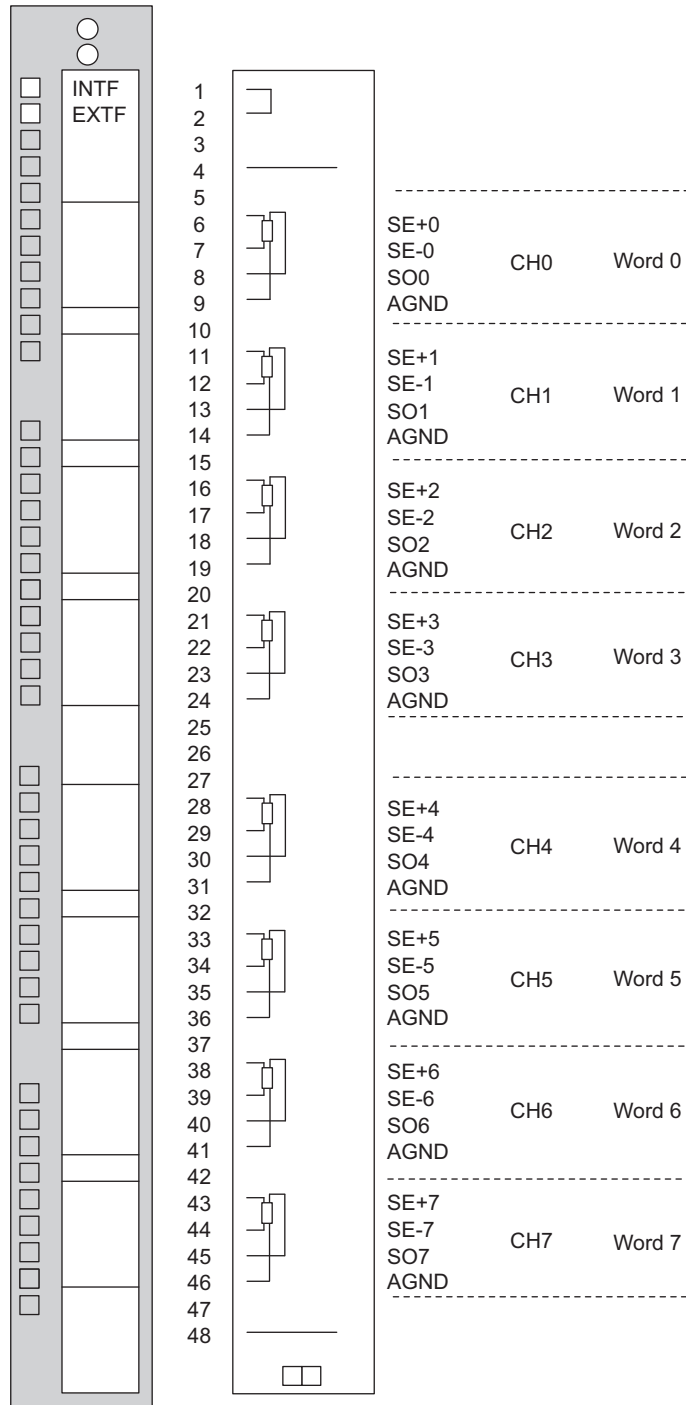 INTF
EXTF
1
2
3
4
5
6 SE+0
7 SE-0
8 SO0 CH0 Word 0
9 AGND
10
11 SE+1
12 SE-1
13 SO1 CH1 Word 1
14 AGND
15
16 SE+2
17 SE-2
18 SO2 CH2 Word 2
19 AGND
20
21 SE+3
22 SE-3
23 SO3 CH3 Word 3
24 AGND
25
26
27
28 SE+4
29 SE-4
30 SO4 CH4 Word 4
31 AGND
32
33 SE+5
34 SE-5
35 SO5 CH5 Word 5
36 AGND
37
38 SE+6
39 SE-6
40 SO6 CH6 Word 6
41 AGND
42
43 SE+7
44 SE-7
45 SO7 CH7 Word 7
46 AGND
47
48